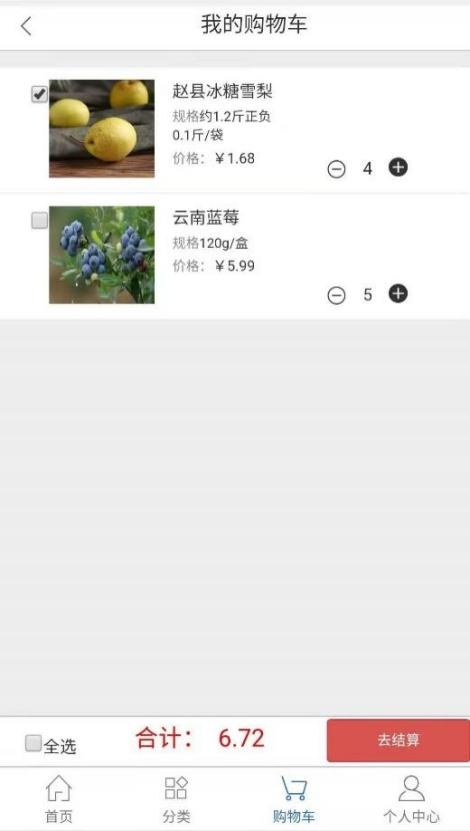 我的购物车
赵县冰糖雪梨
规格约1.2斤正负
0.1斤/袋
价格：￥1.68
4
云南蓝莓
规格120g/盒
价格：￥5.99
5
全选
合计： 6.72
去结算
首页
分类
购物车
个人中心